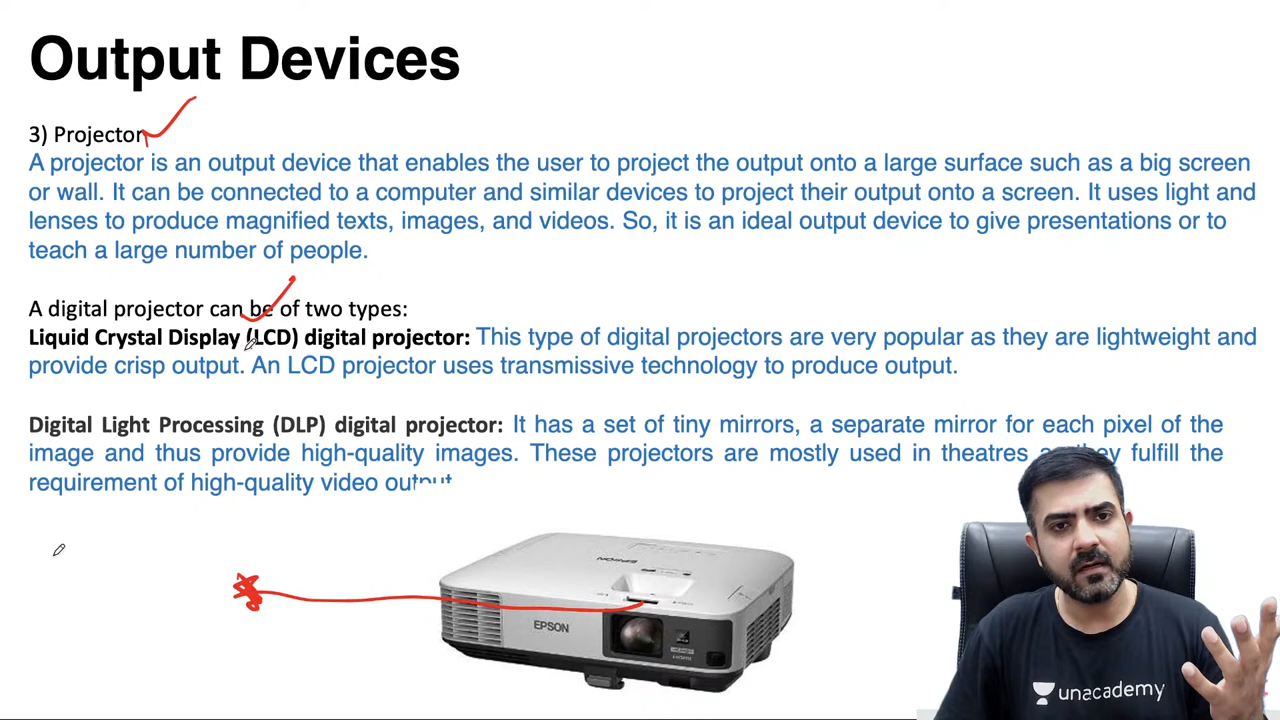 Output Devices
3) Projector
A projector is an output device that enables the user to project the output onto a large surface such as a big screen
or wall. It can be connected to a computer and similar devices to project their output onto a screen. It uses light and
lenses to produce magnified texts, images, and videos. So, it is an ideal output device to give presentations or to
teach a large number of people.
A digital projector can be of two types:
Liquid Crystal Display (LCD) digital projector: This type of digital projectors are very popular as they are lightweight and
provide crisp output. An LCD projector uses transmissive technology to produce output.
Digital Light Processing (DLP) digital projector: It has a set of tiny mirrors, a separate mirror for each pixel of the
image and thus provide high-quality images. These projectors are mostly used in theatres as they fulfill the
requirement of high-quality video output
EPSON
EPSON
unacademy